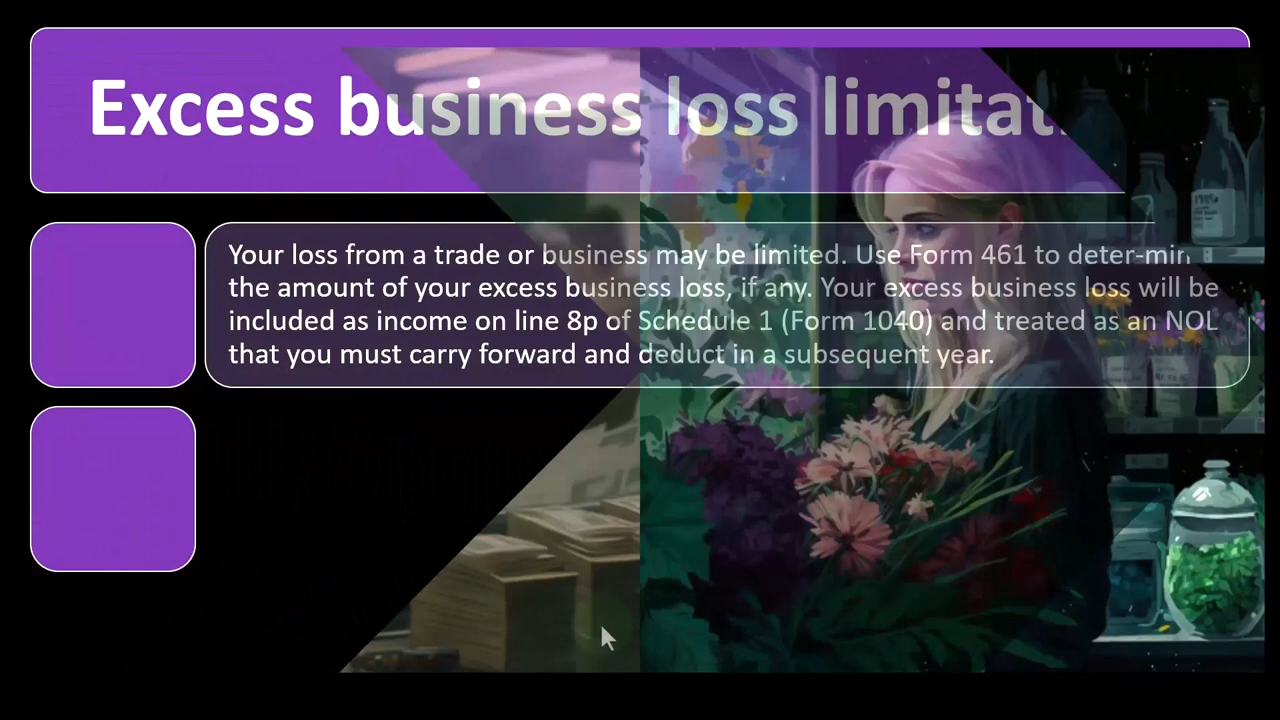 Excess business loss limitat
Your loss from a trade or business may be limited. Use Form 461 to deter-min
the amount of your excess business loss, if any. Your excess business loss will be
included as income on line 8p of Schedule 1 (Form 1040) and treated as an NOL
that you must carry forward and deduct in a subsequent year.